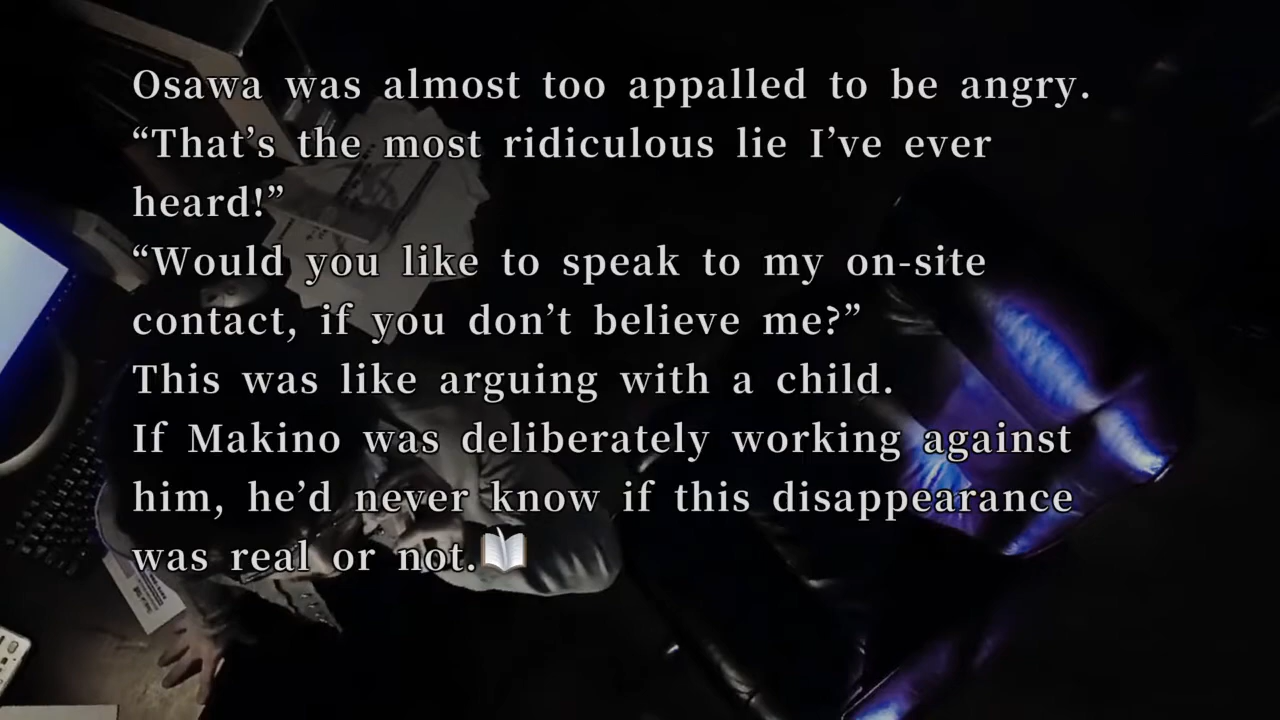 Osawa was almost too appalled to be angry.
“That’s the most ridiculous lie I’ve ever
heard!”
“Would you like to speak to my on-site
contact, if you don’t believe me?”
This was like arguing with a child.
If Makino was deliberately working against
him, he’d never know if this disappearance
was real or not.